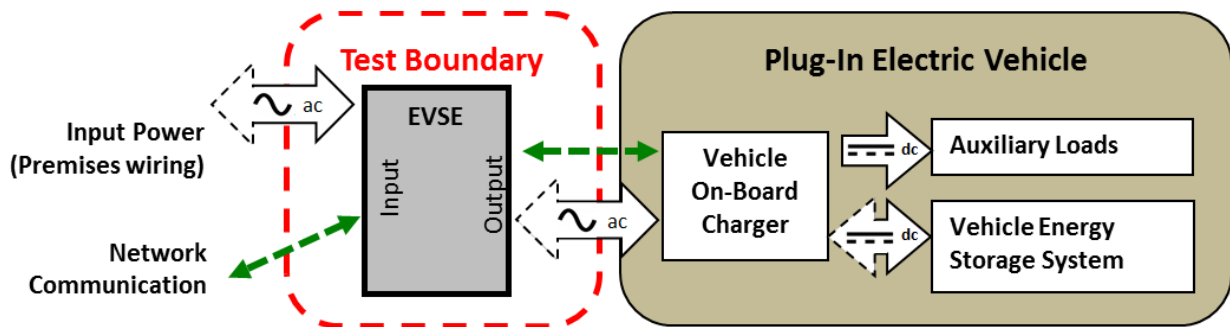 Test Boundary
Plug-In Electric Vehicle
ac
EVSE
Input Power
(Premises wiring)
Input
Output
Vehicle
On-Board
Charger
dc
Auxiliary Loads
ac
dc
Vehicle Energy
Storage System
Network
Communication